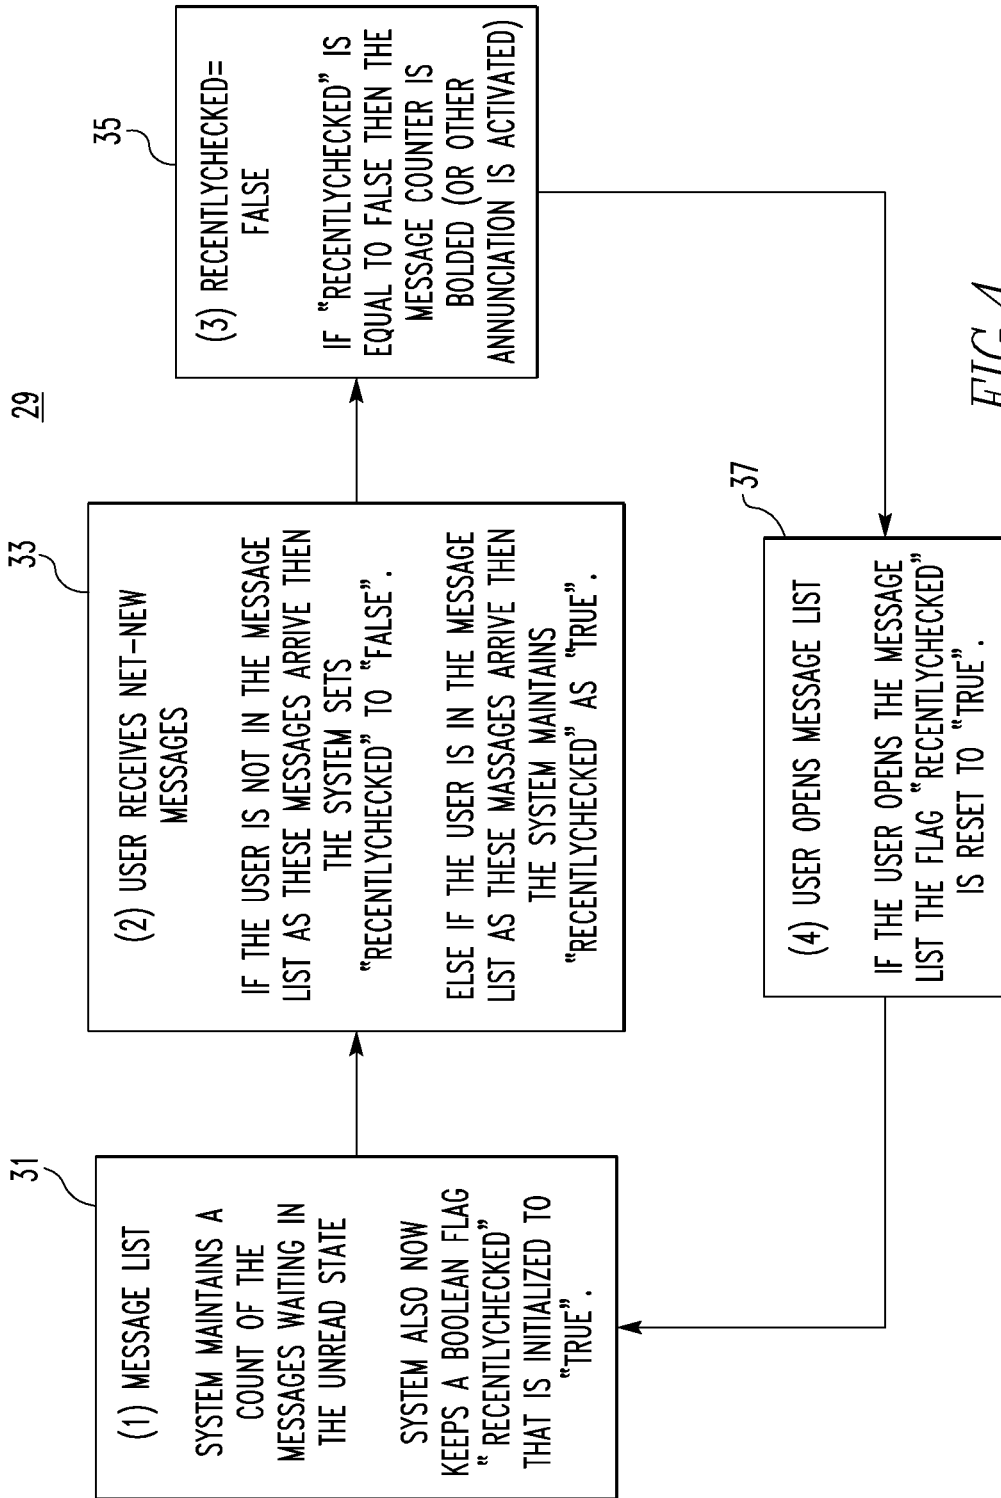 29
31
(1) MESSAGE LIST
SYSTEM MAINTAINS A
COUNT OF THE
MESSAGES WAITING IN
THE UNREAD STATE
SYSTEM ALSO NOW
KEEPS A BOOLEAN FLAG
“ RECENTLYCHECKED”
THAT IS INITIALIZED TO
“TRUE”.
33
(2) USER RECEIVES NET-NEW
MESSAGES
IF THE USER IS NOT IN THE MESSAGE
LIST AS THESE MESSAGES ARRIVE THEN
THE SYSTEM SETS
“RECENTLYCHECKED” TO “FALSE”.
ELSE IF THE USER IS IN THE MESSAGE
LIST AS THESE MASSAGES ARRIVE THEN
THE SYSTEM MAINTAINS
“RECENTLYCHECKED” AS “TRUE”.
35
(3) RECENTLYCHECKED=
FALSE
IF “RECENTLYCHECKED” IS
EQUAL TO FALSE THEN THE
MESSAGE COUNTER IS
BOLDED (OR OTHER
ANNUNCIATION IS ACTIVATED)
37
(4) USER OPENS MESSAGE LIST
IF THE USER OPENS THE MESSAGE
LIST THE FLAG “RECENTLYCHECKED”
IS RESET TO “TRUE”.
FIG.4